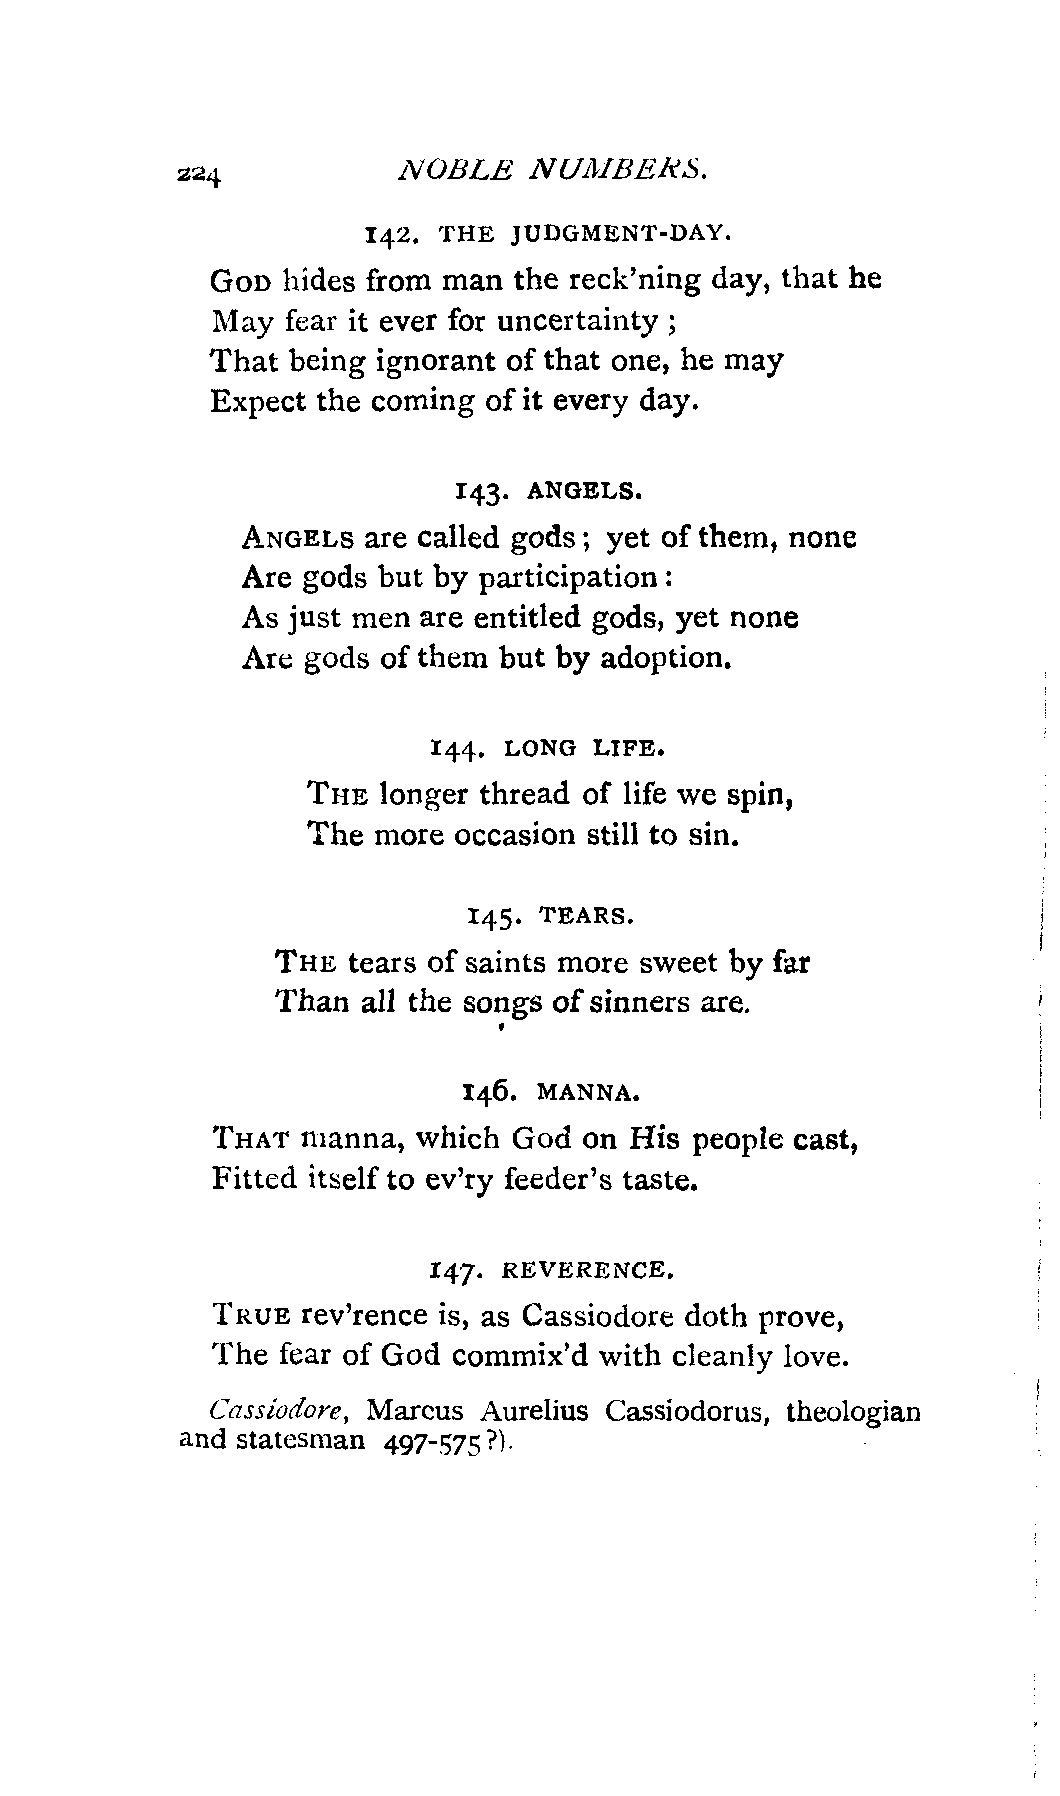 224 NOBLE NUMBERS.
142. THE JUDGMENT-DAY.
GOD hides from man the reck'ning day, that he
May fear it ever for uncertainty ;
That being ignorant of that one, he may
Expect the coming of it every day.
143. ANGELS.
ANGELS are called gods ; yet of them, none
Are gods but by participation :
As just men are entitled gods, yet none
Are gods of them but by adoption.
144. LONG LIFE.
THE longer thread of life we spin,
The more occasion still to sin.
145. TEARS.
THE tears of saints more sweet by far
Than all the songs of sinners are.
146. MANNA.
THAT manna, which God on His people cast,
Fitted itself to ev'ry feeder's taste.
147. REVERENCE.
TRUE rev'rence is, as Cassiodore doth prove,
The fear of God commix'd with cleanly love.
Cassiodore, Marcus Aurelius Cassiodorus, theologian
and statesman 497-575 ?).